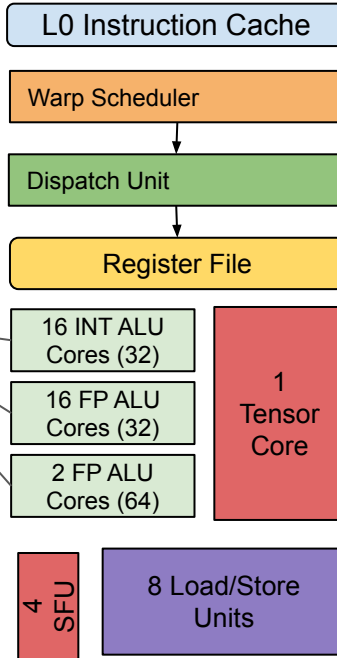 L0 Instruction Cache
Warp Scheduler
Dispatch Unit
Register File
16 INT ALU
Cores (32)
16 FP ALU
Cores (32)
2 FP ALU
Cores (64)
1
Tensor
Core
4
SFU
8 Load/Store
Units